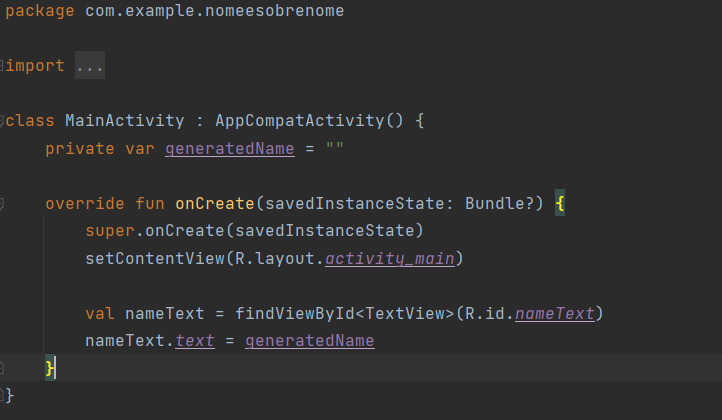 package com.example.nomeesobrenome
import ...
class MainActivity : AppCompatActivity() {
private var generatedName = ""
override fun onCreate(savedInstanceState: Bundle?) {
super.onCreate(savedInstanceState)
setContentView(R.layout.activity_main)
val nameText = findViewById<TextView>(R.id.nameText)
nameText.text = generatedName
}
}